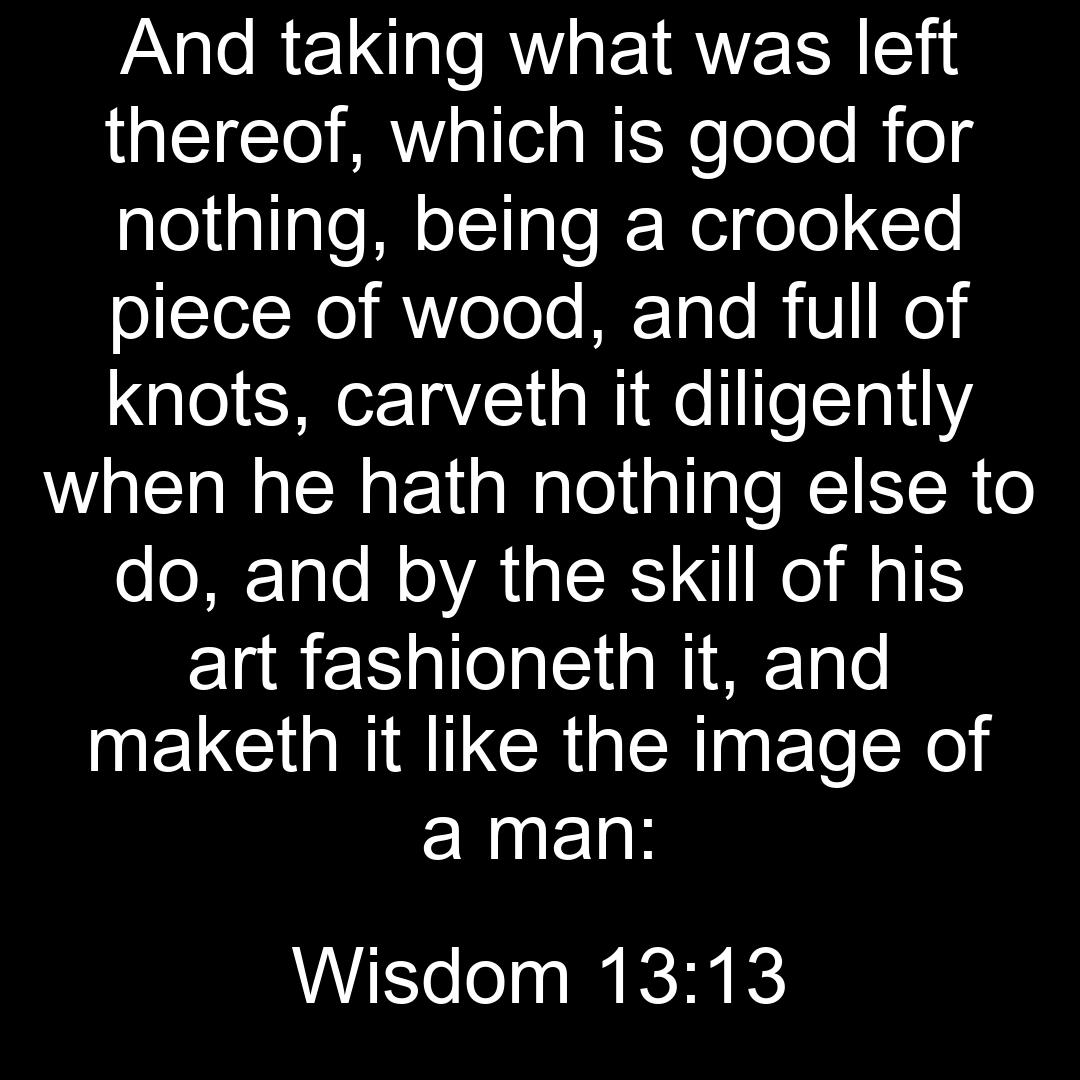 And taking what was left
thereof, which is good for
nothing, being a crooked
piece of wood, and full of
knots, carveth it diligently
when he hath nothing else to
do, and by the skill of his
art fashioneth it, and
maketh it like the image of
a man:
Wisdom 13:13